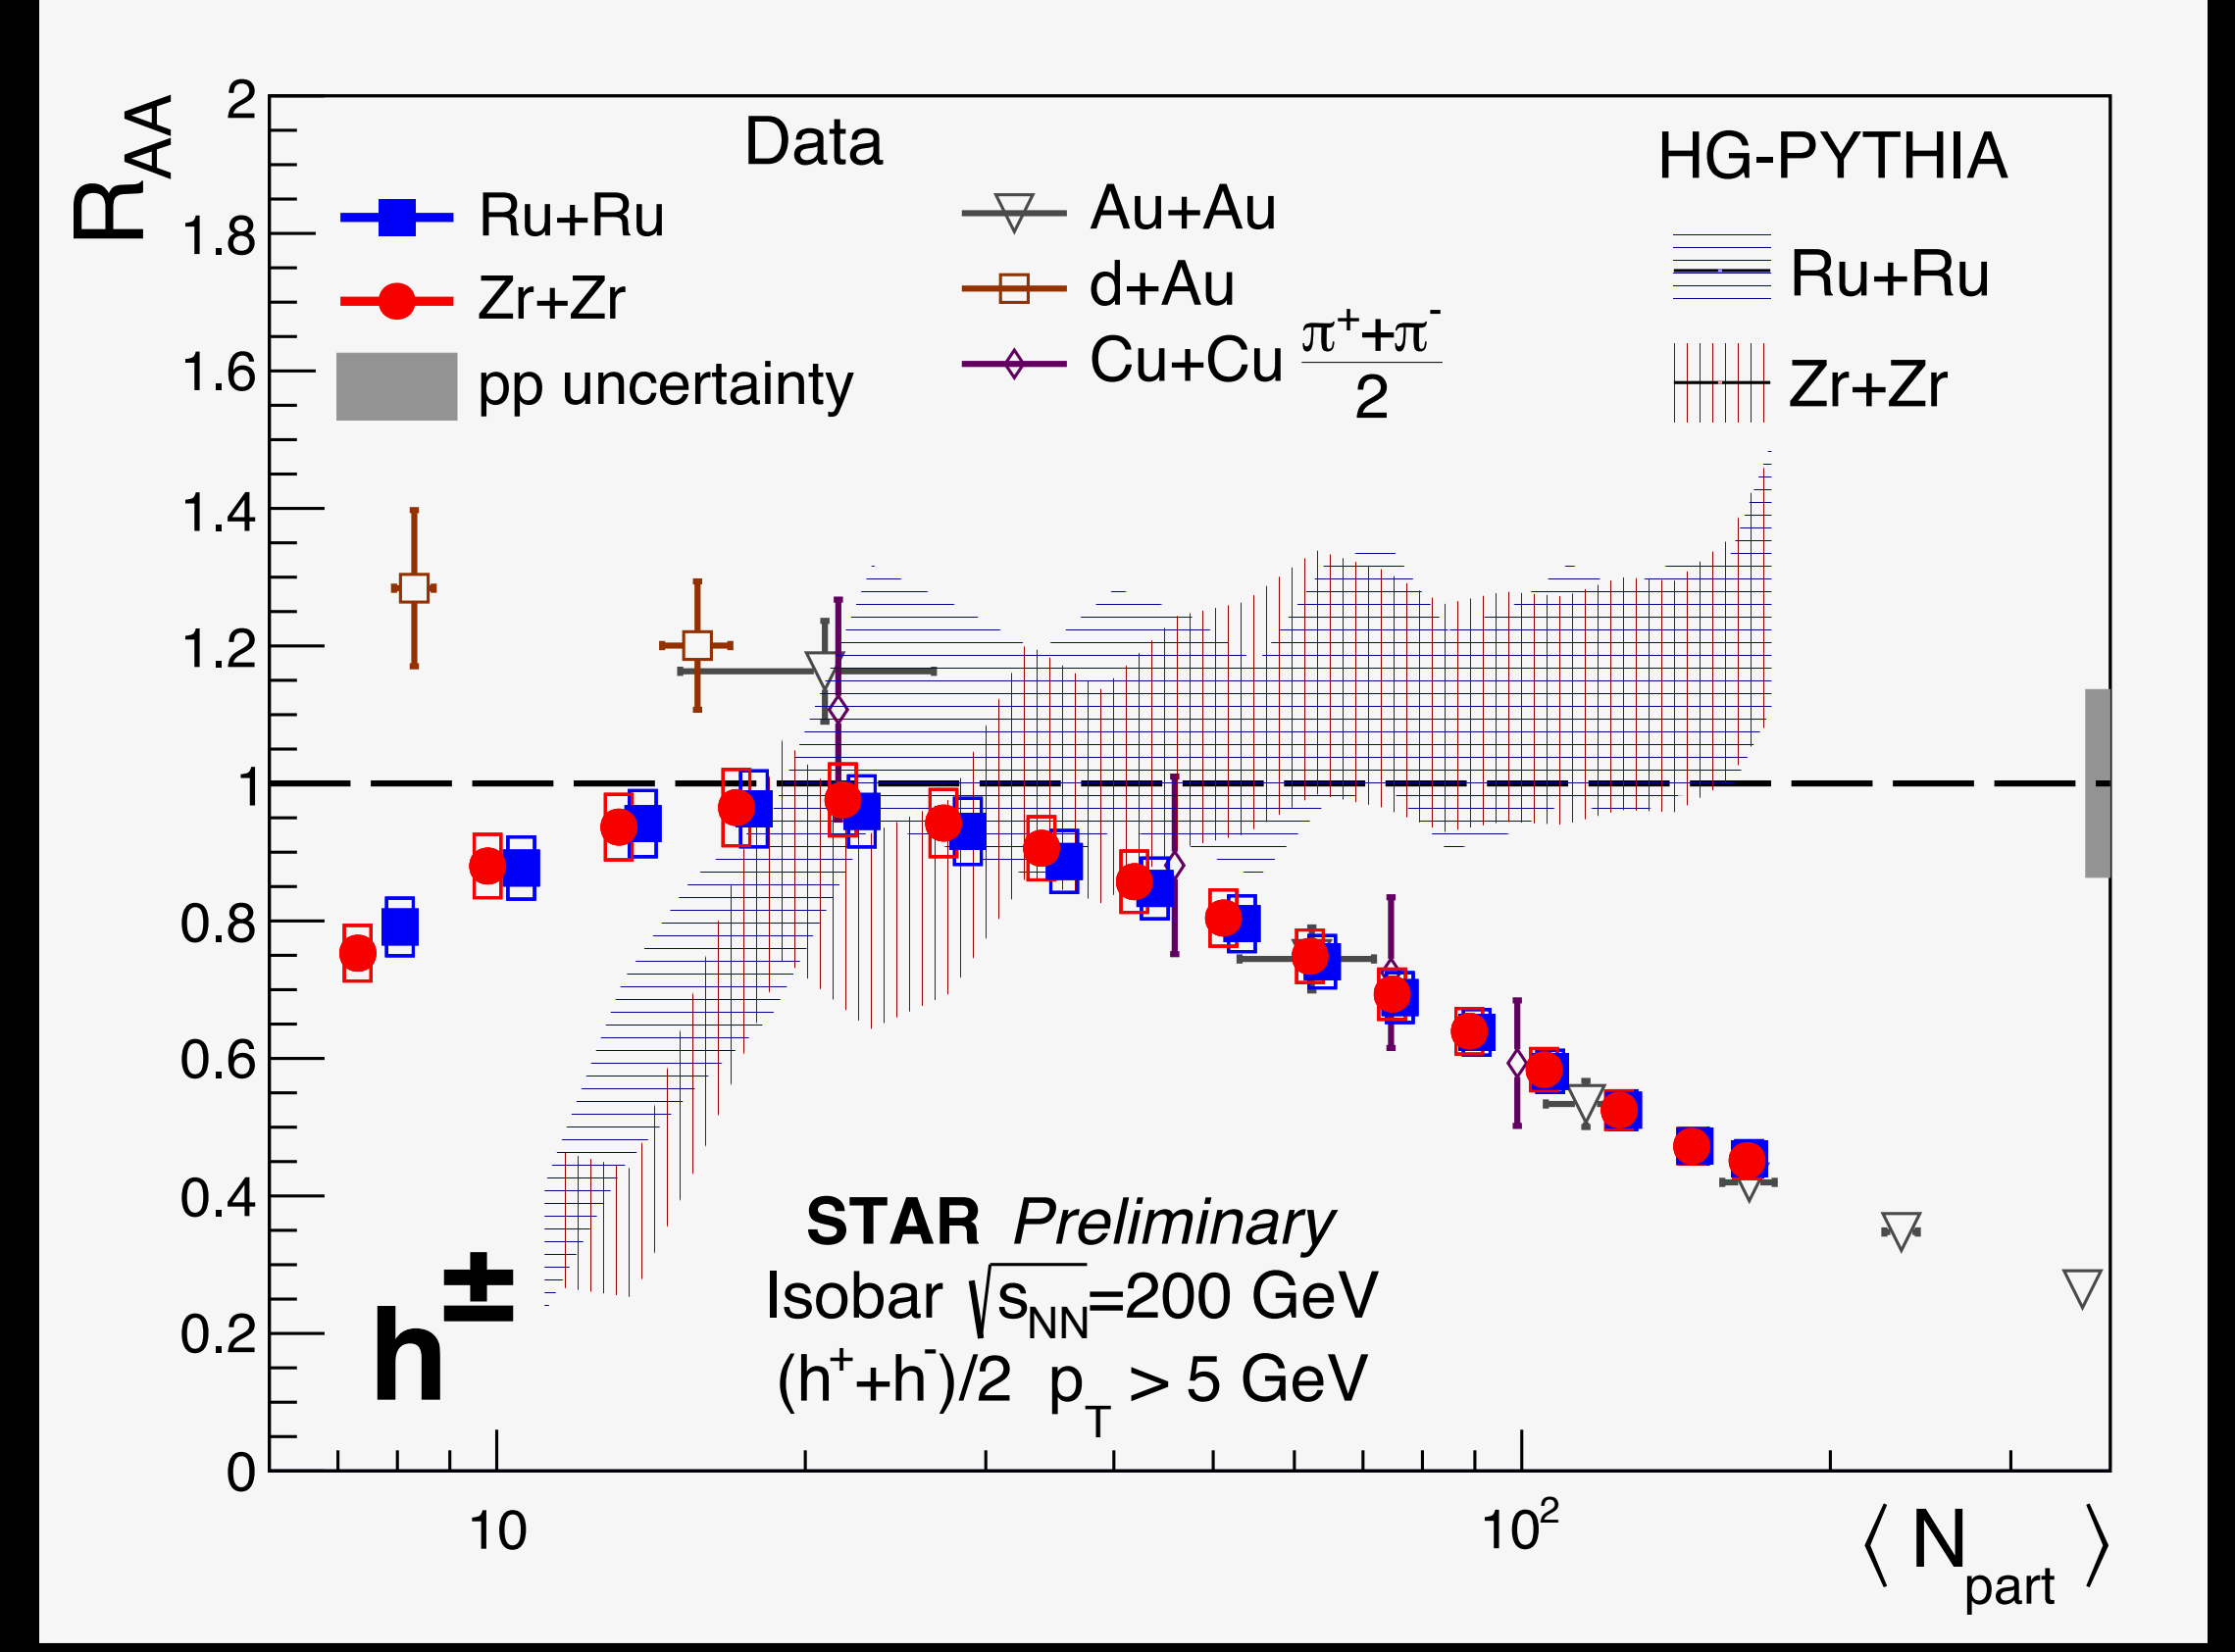 R_AA
2
1.8
1.6
1.4
1.2
1
0.8
0.6
0.4
0.2
0
Data
Ru+Ru
Zr+Zr
pp uncertainty
Au+Au
d+Au
Cu+Cu (π⁺+π⁻)/2
HG-PYTHIA
Ru+Ru
Zr+Zr
h±
STAR Preliminary
Isobar √s_NN=200 GeV
(h⁺+h⁻)/2 p_T > 5 GeV
10
10²
⟨ N_part ⟩